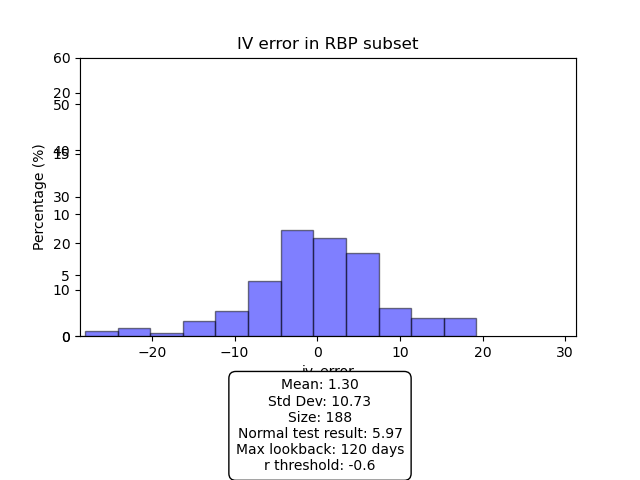 IV error in RBP subset
Percentage (%)
60
20
50
40
15
30
10
20
5
10
0
0
−20
−10
0
10
20
30
iv_error
Mean: 1.30
Std Dev: 10.73
Size: 188
Normal test result: 5.97
Max lookback: 120 days
r threshold: -0.6